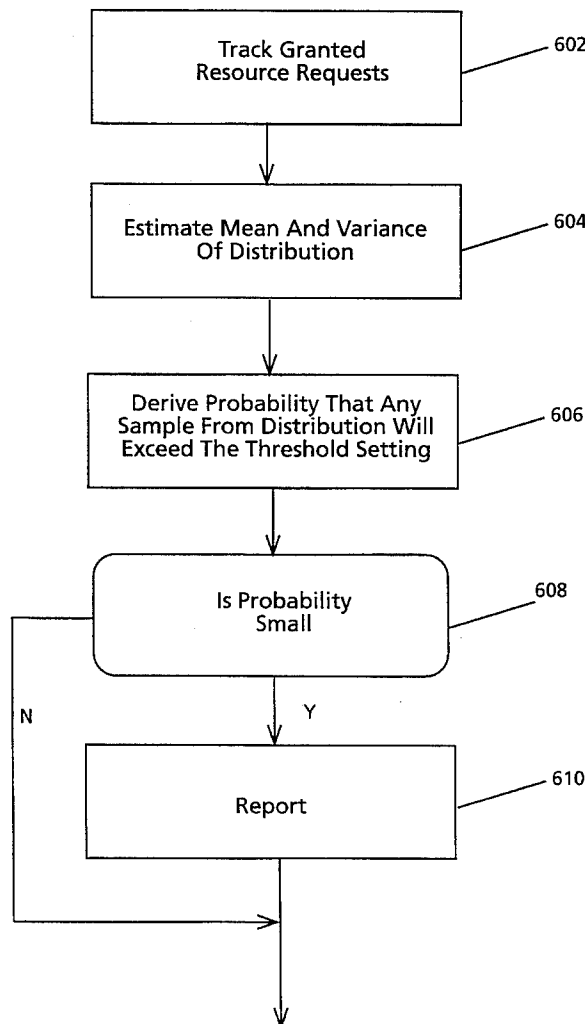 Track Granted
Resource Requests
602
Estimate Mean And Variance
Of Distribution
604
Derive Probability That Any
Sample From Distribution Will
Exceed The Threshold Setting
606
Is Probability
Small
608
N
Y
Report
610